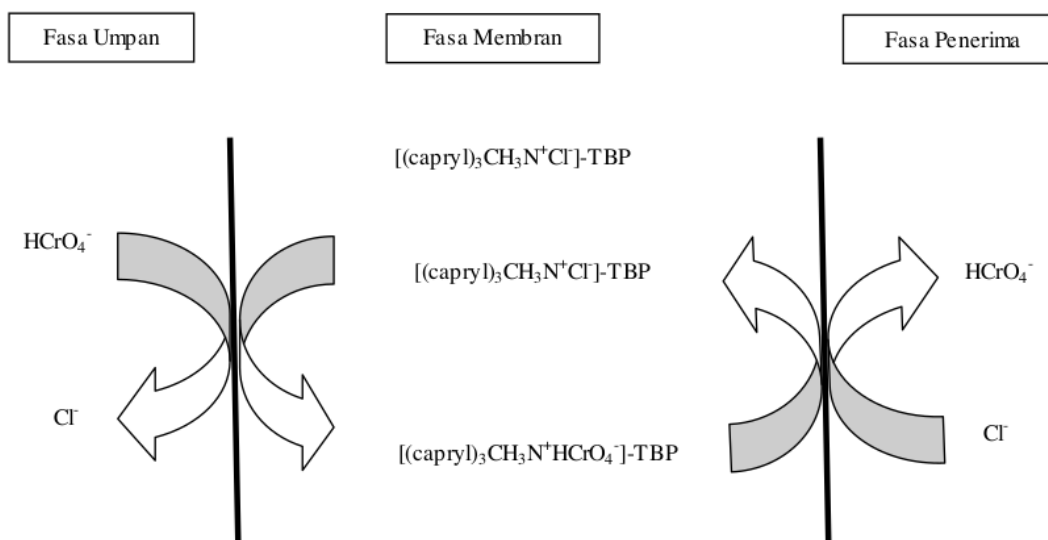 Fasa Umpan Fasa Membran Fasa Penerima
[(capryl)₃CH₃N⁺Cl⁻]-TBP
HCrO₄⁻ [(capryl)₃CH₃N⁺Cl⁻]-TBP HCrO₄⁻
Cl⁻ [(capryl)₃CH₃N⁺HCrO₄⁻]-TBP Cl⁻